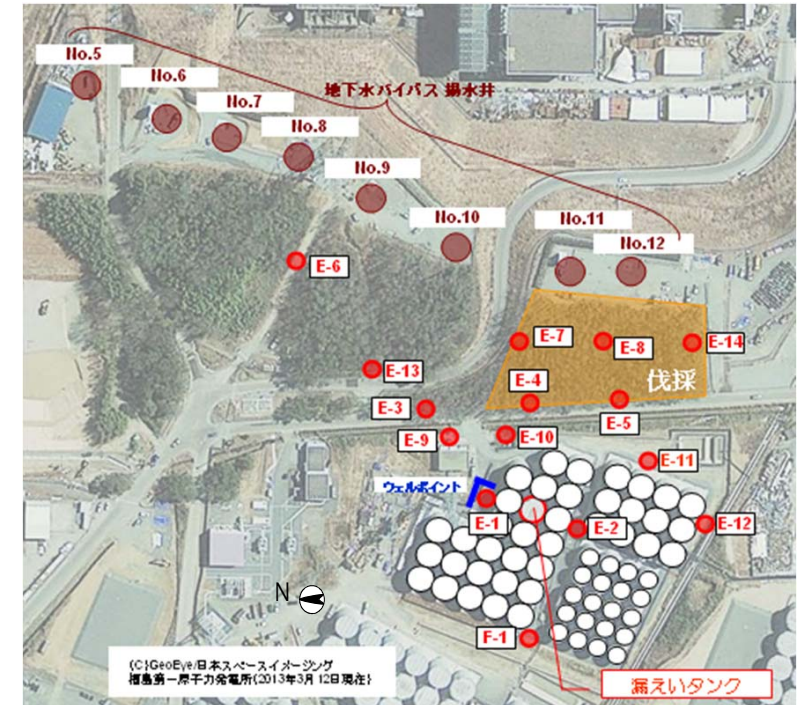 No.5
No.6
No.7
地下水バイパス 揚水井
No.8
No.9
No.10
No.11
No.12
E-6
E-7
E-8
E-14
E-13
伐採
E-4
E-3
E-5
E-9
E-10
E-11
ウェルポイント
E-1
E-2
E-12
N
F-1
(C)GeoEye/日本スペースイメージング
福島第一原子力発電所(2013年3月12日現在)
漏えいタンク